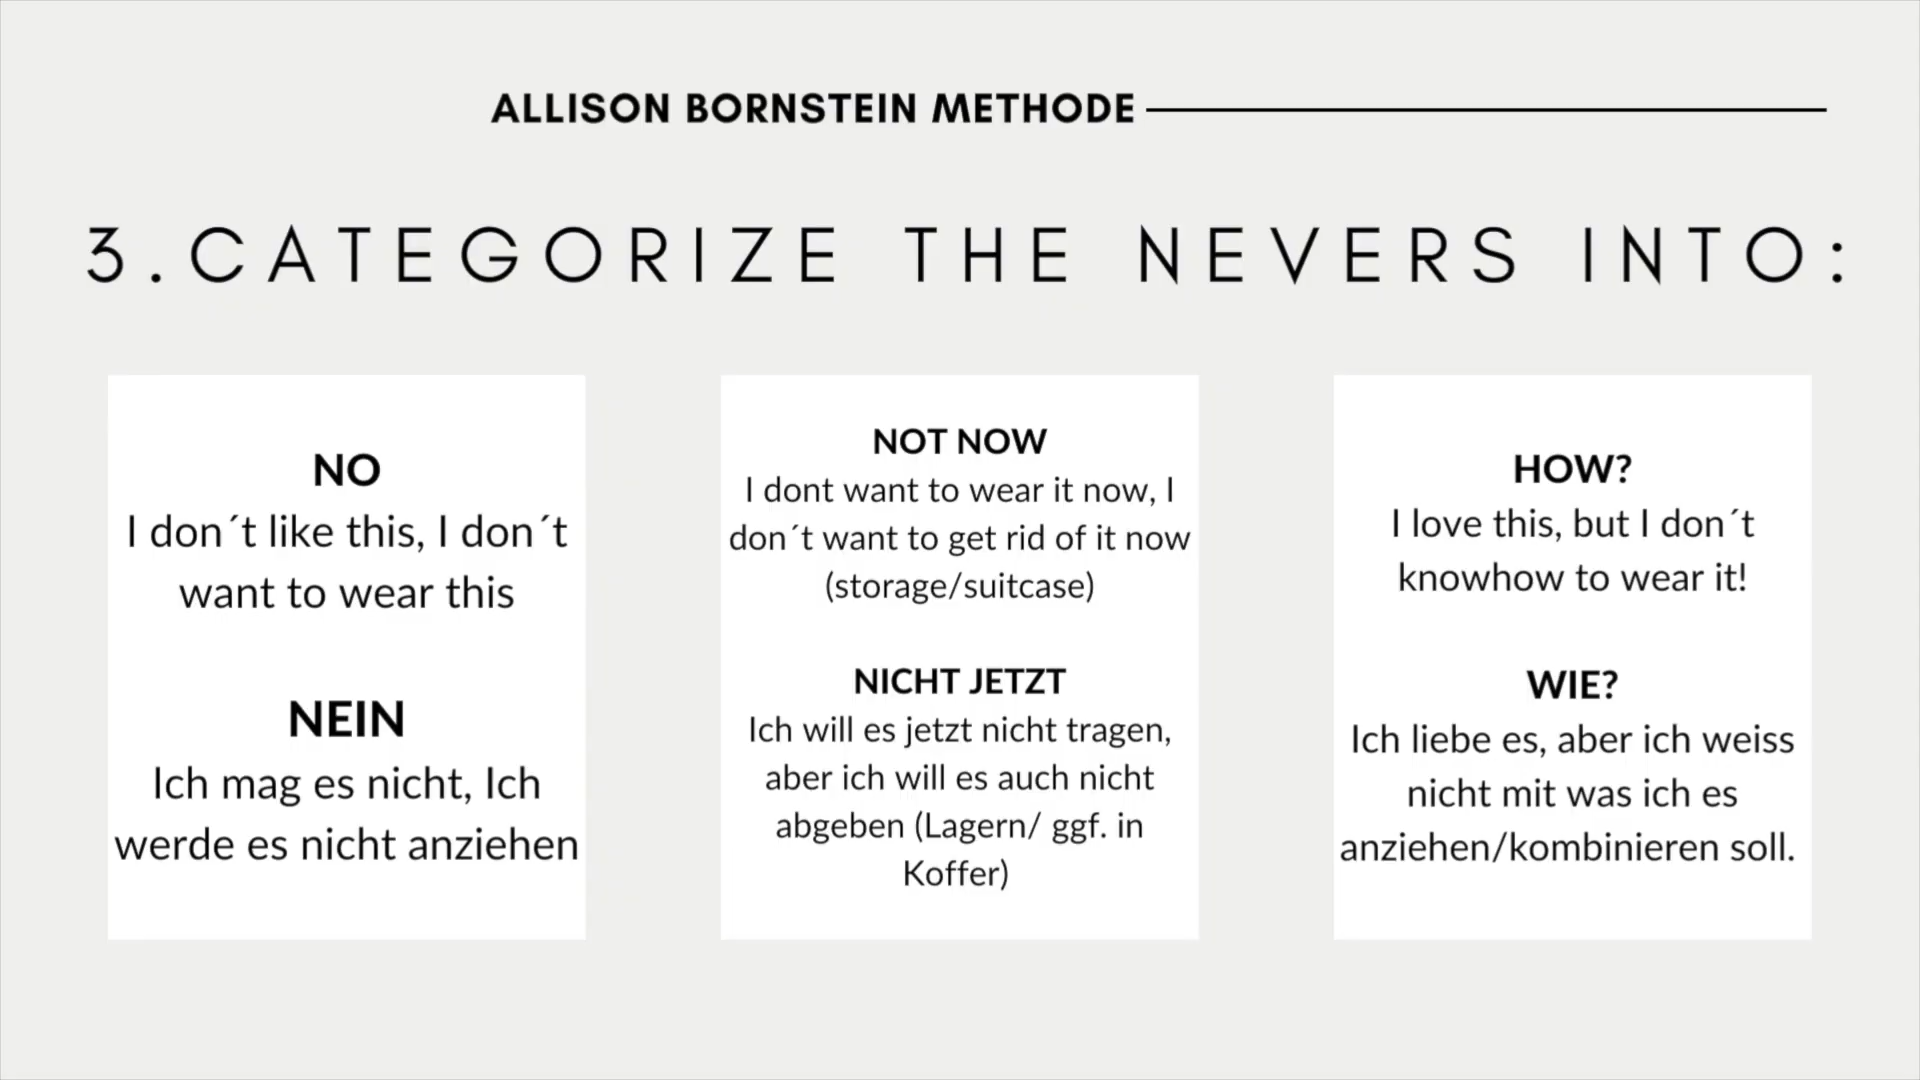 ALLISON BORNSTEIN METHODE
3.CATEGORIZE THE NEVERS INTO:
NO
I don´t like this, I don´t
want to wear this
NEIN
Ich mag es nicht, Ich
werde es nicht anziehen
NOT NOW
I dont want to wear it now, I
don´t want to get rid of it now
(storage/suitcase)
NICHT JETZT
Ich will es jetzt nicht tragen,
aber ich will es auch nicht
abgeben (Lagern/ ggf. in
Koffer)
HOW?
I love this, but I don´t
knowhow to wear it!
WIE?
Ich liebe es, aber ich weiss
nicht mit was ich es
anziehen/kombinieren soll.